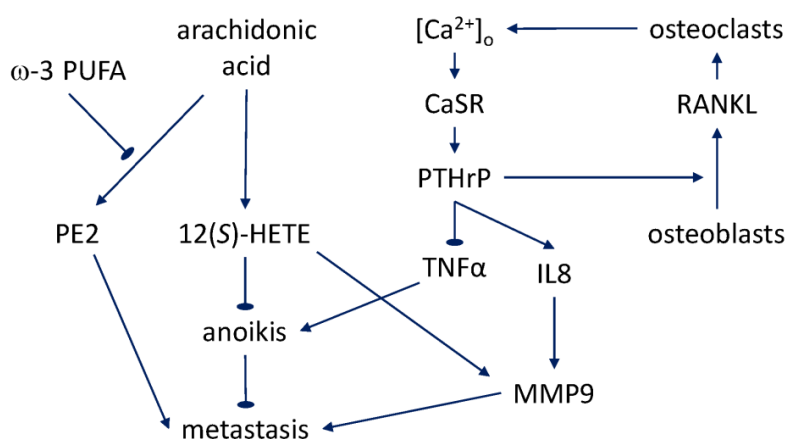 arachidonic
acid
ω-3 PUFA
[Ca²⁺]ₒ
osteoclasts
CaSR
RANKL
PTHrP
PE2
12(S)-HETE
osteoblasts
TNFα
IL8
anoikis
MMP9
metastasis